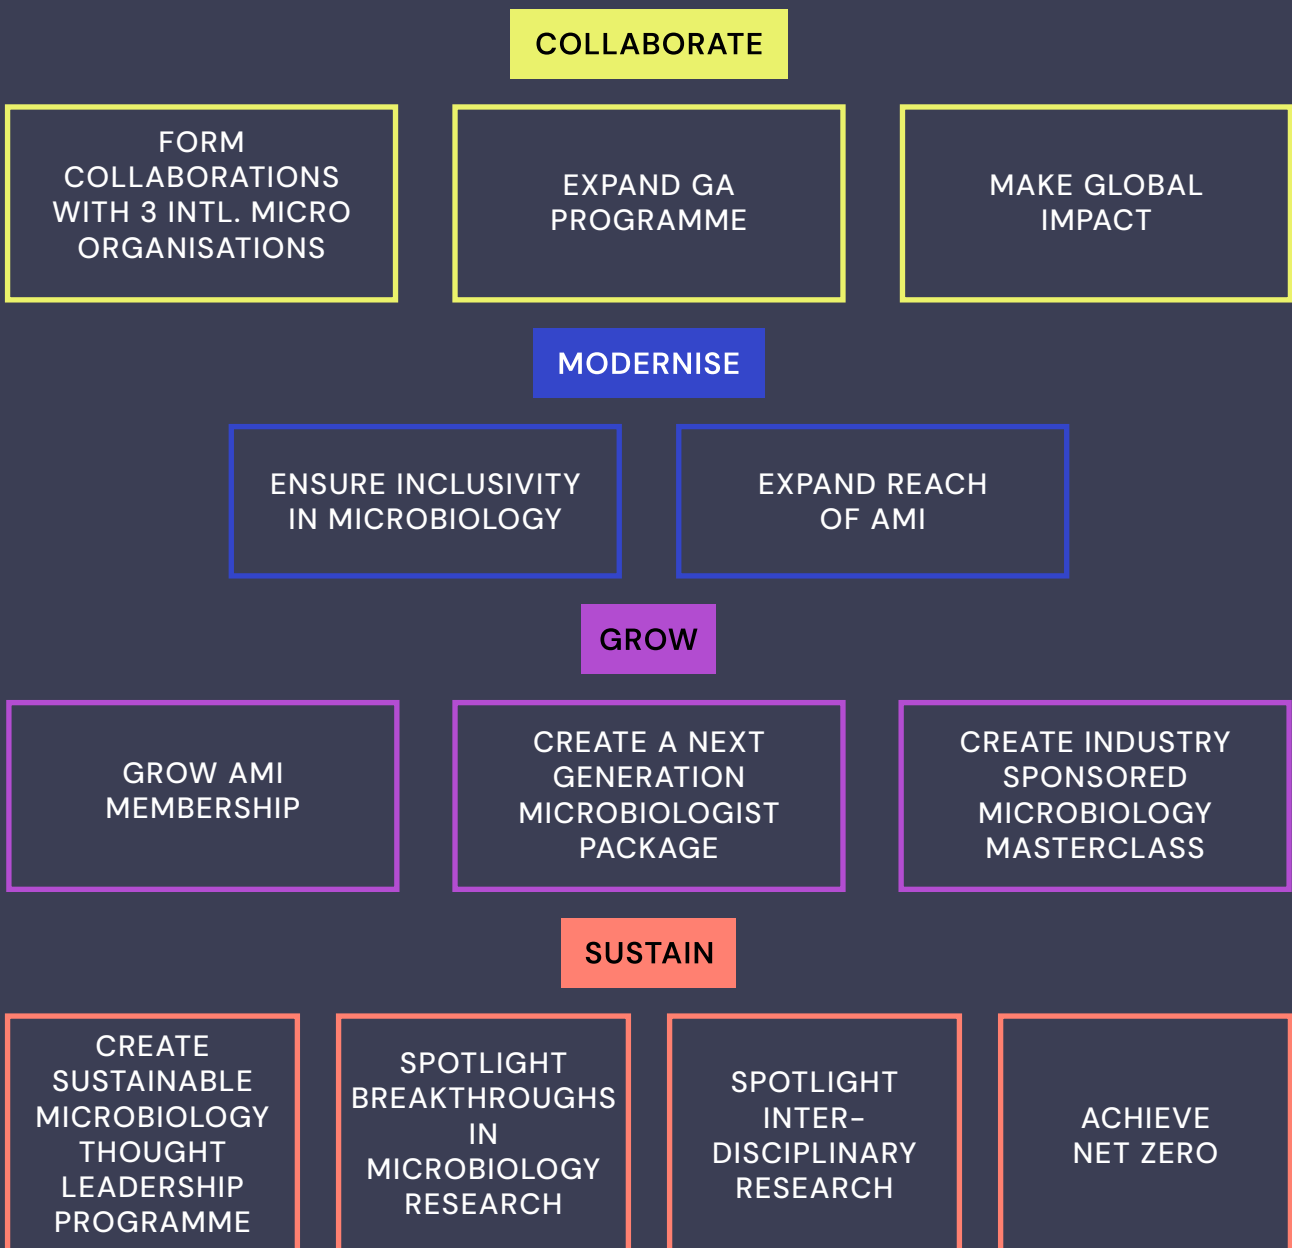 COLLABORATE
FORM
COLLABORATIONS
WITH 3 INTL. MICRO
ORGANISATIONS
EXPAND GA
PROGRAMME
MAKE GLOBAL
IMPACT
MODERNISE
ENSURE INCLUSIVITY
IN MICROBIOLOGY
EXPAND REACH
OF AMI
GROW
GROW AMI
MEMBERSHIP
CREATE A NEXT
GENERATION
MICROBIOLOGIST
PACKAGE
CREATE INDUSTRY
SPONSORED
MICROBIOLOGY
MASTERCLASS
SUSTAIN
CREATE
SUSTAINABLE
MICROBIOLOGY
THOUGHT
LEADERSHIP
PROGRAMME
SPOTLIGHT
BREAKTHROUGHS
IN
MICROBIOLOGY
RESEARCH
SPOTLIGHT
INTER-
DISCIPLINARY
RESEARCH
ACHIEVE
NET ZERO